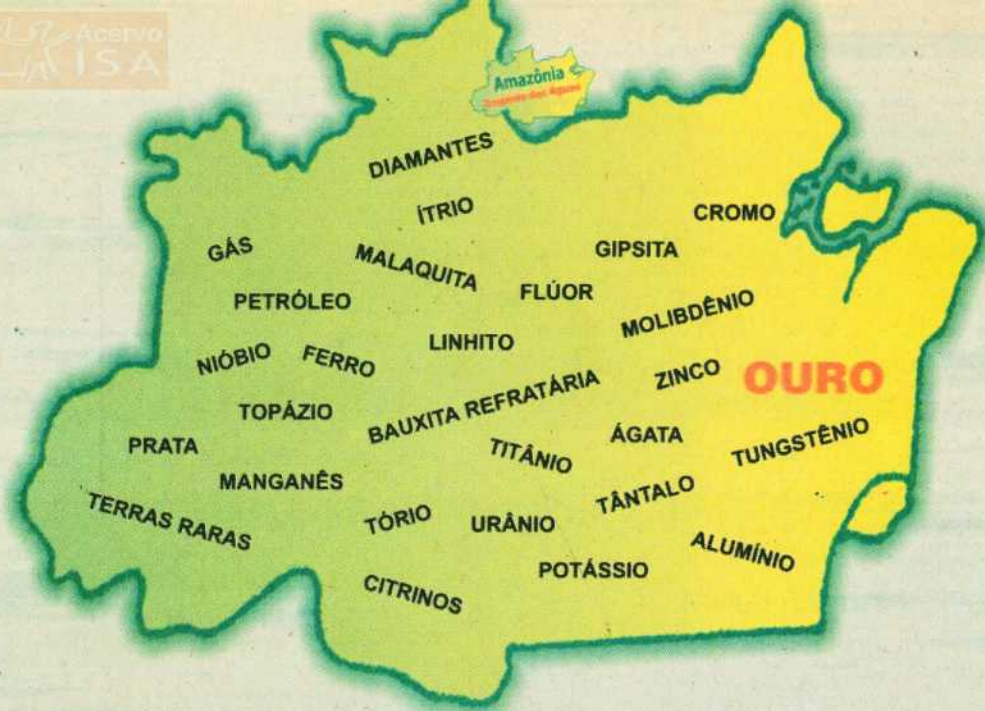 Acervo
ISA
Amazônia
DIAMANTES
ÍTRIO
CROMO
GÁS
MALAQUITA
GIPSITA
PETRÓLEO
FLÚOR
MOLIBDÊNIO
LINHITO
NIÓBIO
FERRO
ZINCO
OURO
BAUXITA REFRATÁRIA
TOPÁZIO
PRATA
TITÂNIO
ÁGATA
TUNGSTÊNIO
MANGANÊS
TÂNTALO
TERRAS RARAS
TÓRIO
URÂNIO
ALUMÍNIO
POTÁSSIO
CITRINOS